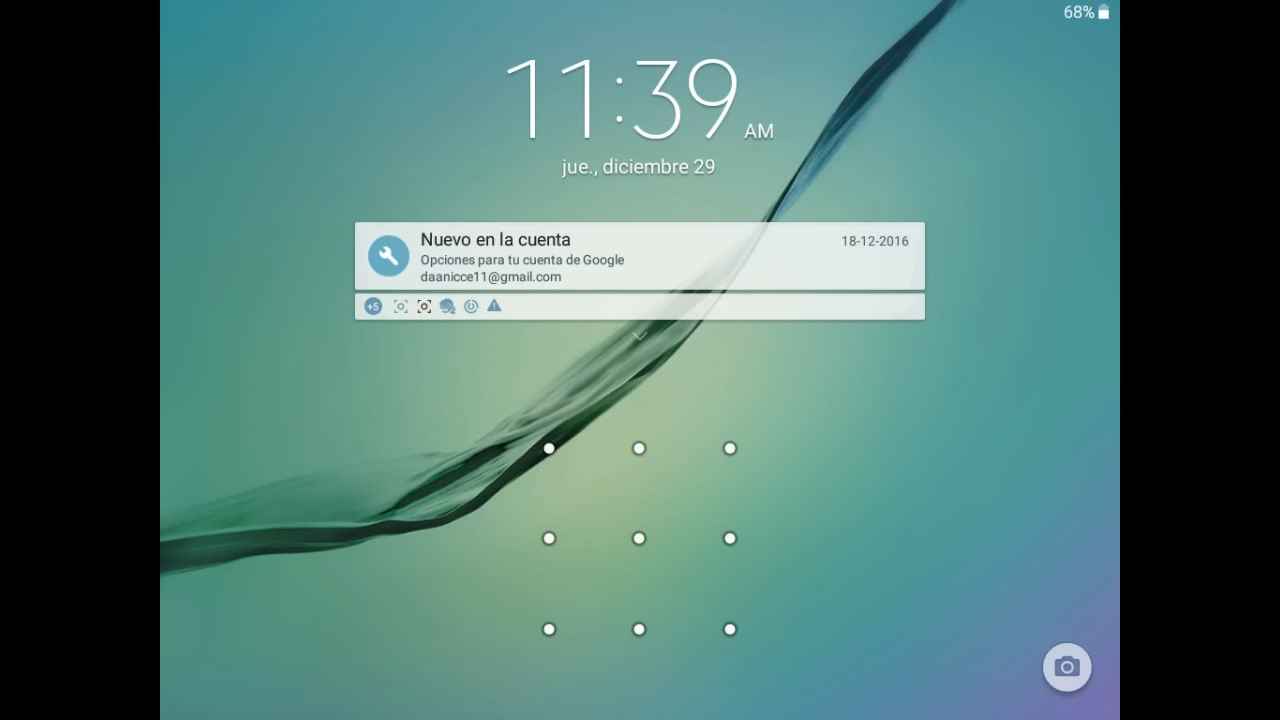 68%
11:39 AM
jue., diciembre 29
Nuevo en la cuenta 18-12-2016
Opciones para tu cuenta de Google
daanicce11@gmail.com
+5